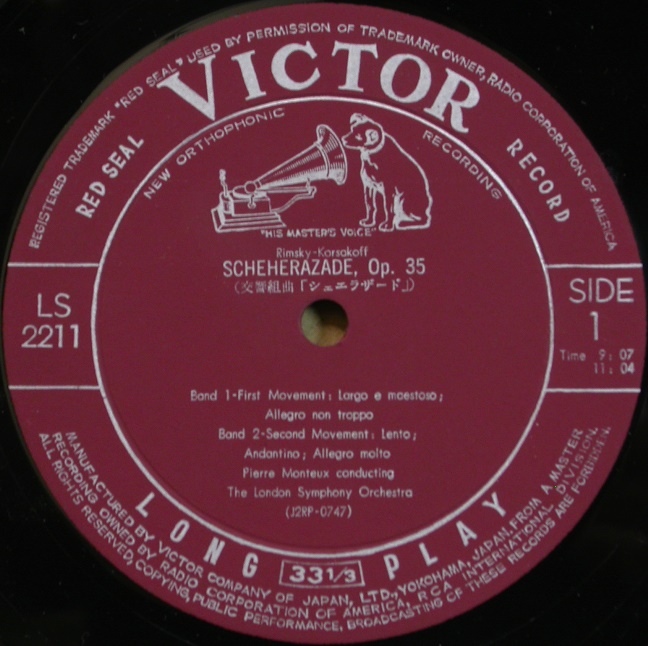 REGISTERED TRADEMARK "RED SEAL" USED BY PERMISSION OF TRADEMARK OWNER, RADIO CORPORATION OF AMERICA
VICTOR
RED SEAL
RECORD
NEW ORTHOPHONIC
RECORDING
"HIS MASTER'S VOICE"
Rimsky-Korsakoff
SCHEHERAZADE, Op. 35
(交響組曲「シェエラザード」)
LS
2211
SIDE
1
Time 9:07
11:04
Band 1-First Movement: Largo e maestoso;
Allegro non troppo
Band 2-Second Movement: Lento;
Andantino; Allegro molto
Pierre Monteux conducting
The London Symphony Orchestra
(J2RP-0747)
LONG 33 1/3 PLAY
MANUFACTURED BY VICTOR COMPANY OF JAPAN, LTD., YOKOHAMA, JAPAN. FROM A MASTER
RECORDING OWNED BY RADIO CORPORATION OF AMERICA, RCA INTERNATIONAL DIVISION.
ALL RIGHTS RESERVED, COPYING, PUBLIC PERFORMANCE, BROADCASTING OF THESE RECORDS ARE FORBIDDEN.